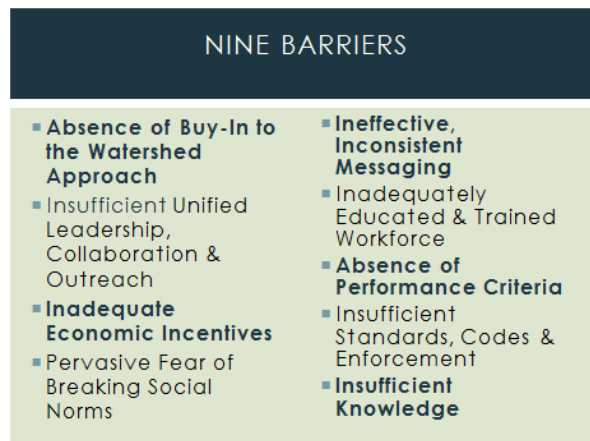 NINE BARRIERS
Absence of Buy-In to
the Watershed
Approach
Insufficient Unified
Leadership,
Collaboration &
Outreach
Inadequate
Economic Incentives
Pervasive Fear of
Breaking Social
Norms
Ineffective,
Inconsistent
Messaging
Inadequately
Educated & Trained
Workforce
Absence of
Performance Criteria
Insufficient
Standards, Codes &
Enforcement
Insufficient
Knowledge